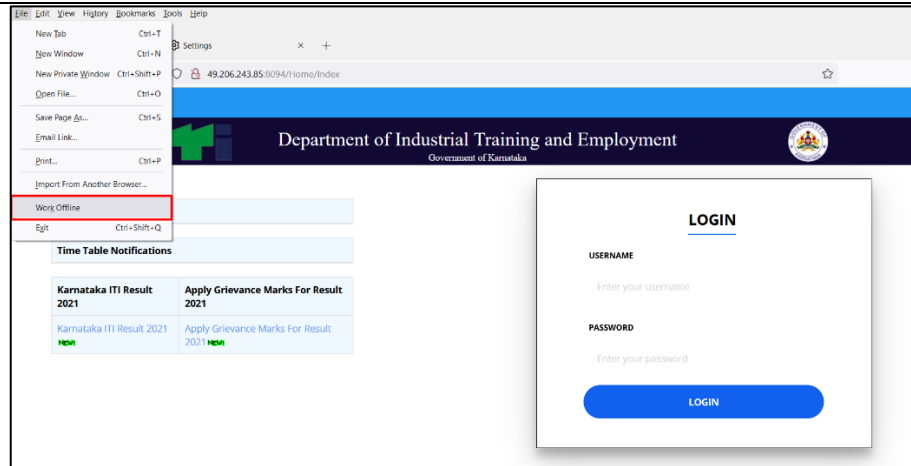 File Edit View History Bookmarks Tools Help
New Tab Ctrl+T
New Window Ctrl+N
New Private Window Ctrl+Shift+P
Open File... Ctrl+O
Save Page As... Ctrl+S
Email Link...
Print... Ctrl+P
Import From Another Browser...
Work Offline
Exit Ctrl+Shift+Q
Settings × +
49.206.243.85:8094/Home/Index
Department of Industrial Training and Employment
Government of Karnataka
Time Table Notifications
Karnataka ITI Result
2021
Apply Grievance Marks For Result
2021
Karnataka ITI Result 2021
NEW!
Apply Grievance Marks For Result
2021 NEW!
LOGIN
USERNAME
Enter your username
PASSWORD
Enter your password
LOGIN